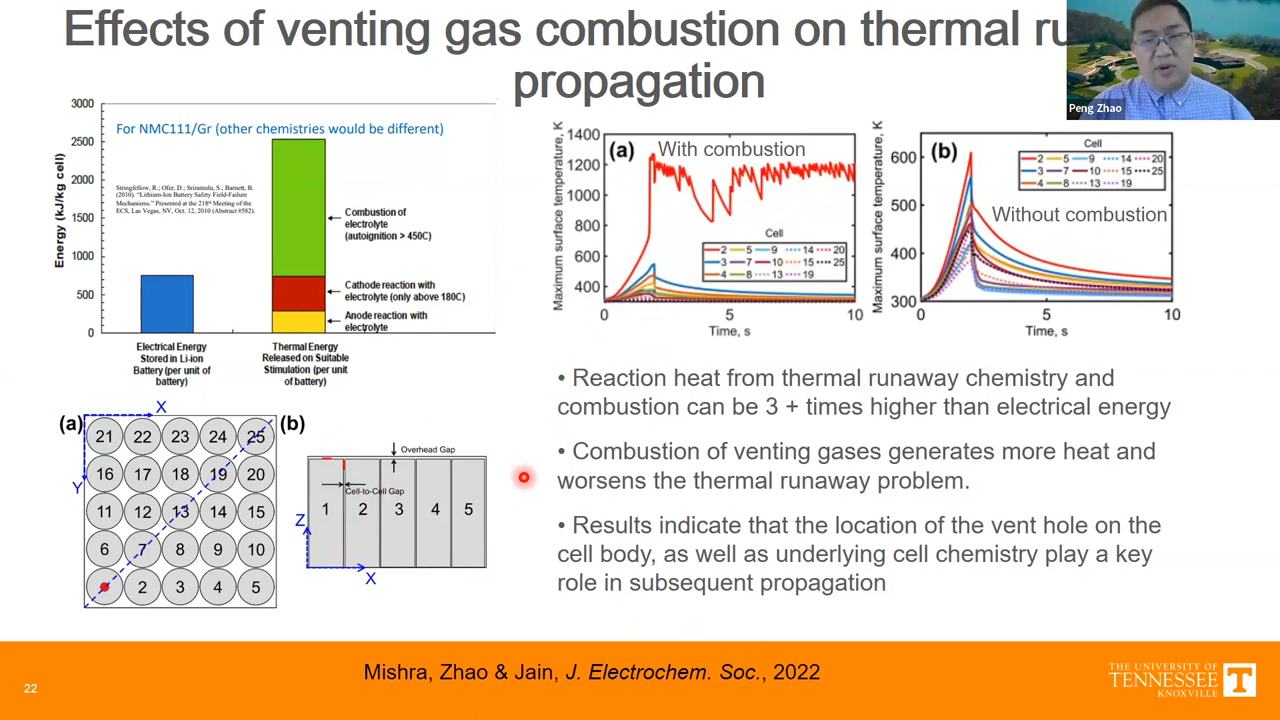 Effects of venting gas combustion on thermal ru
propagation
Peng Zhao
3000
2500
2000
1500
1000
500
0
Energy (kJ/kg cell)
For NMC111/Gr (other chemistries would be different)
Stringfellow, R.; Ofer, D.; Sriramulu, S.; Barnett, B.
(2010). "Lithium-Ion Battery Safety Field-Failure
Mechanisms." Presented at the 218th Meeting of the
ECS, Las Vegas, NV, Oct. 12, 2010 (Abstract #582).
Combustion of
electrolyte
(autoignition > 450C)
Cathode reaction with
electrolyte (only above 180C)
Anode reaction with
electrolyte
Electrical Energy
Stored in Li-ion
Battery (per unit of
battery)
Thermal Energy
Released on Suitable
Stimulation (per unit
of battery)
(a)
With combustion
Maximum surface temperature, K
1400
1200
1000
800
600
400
Cell
2 5 9 14 20
3 7 10 15 25
4 8 13 19
0 5 10
Time, s
(b)
Without combustion
Maximum surface temperature, K
600
500
400
300
Cell
2 5 9 14 20
3 7 10 15 25
4 8 13 19
0 5 10
Time, s
(a)
X
Y
21 22 23 24 25
16 17 18 19 20
11 12 13 14 15
6 7 8 9 10
2 3 4 5
(b)
Overhead Gap
Cell-to-Cell Gap
1 2 3 4 5
Z
X
• Reaction heat from thermal runaway chemistry and
combustion can be 3 + times higher than electrical energy
• Combustion of venting gases generates more heat and
worsens the thermal runaway problem.
• Results indicate that the location of the vent hole on the
cell body, as well as underlying cell chemistry play a key
role in subsequent propagation
22
Mishra, Zhao & Jain, J. Electrochem. Soc., 2022
THE UNIVERSITY OF
TENNESSEE
KNOXVILLE
T